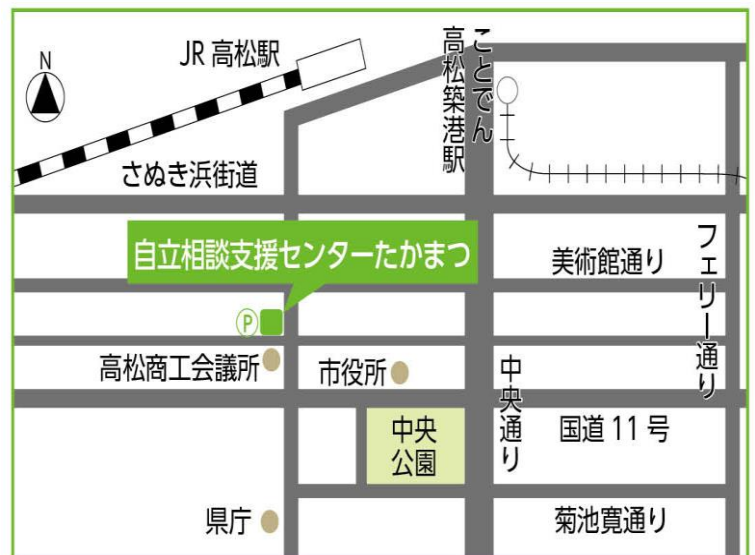 JR 高松駅
N
ことでん
高松築港駅
さぬき浜街道
自立相談支援センターたかまつ
美術館通り
フェリー通り
P
高松商工会議所
市役所
中央通り
中央
公園
国道 11 号
県庁
菊池寛通り